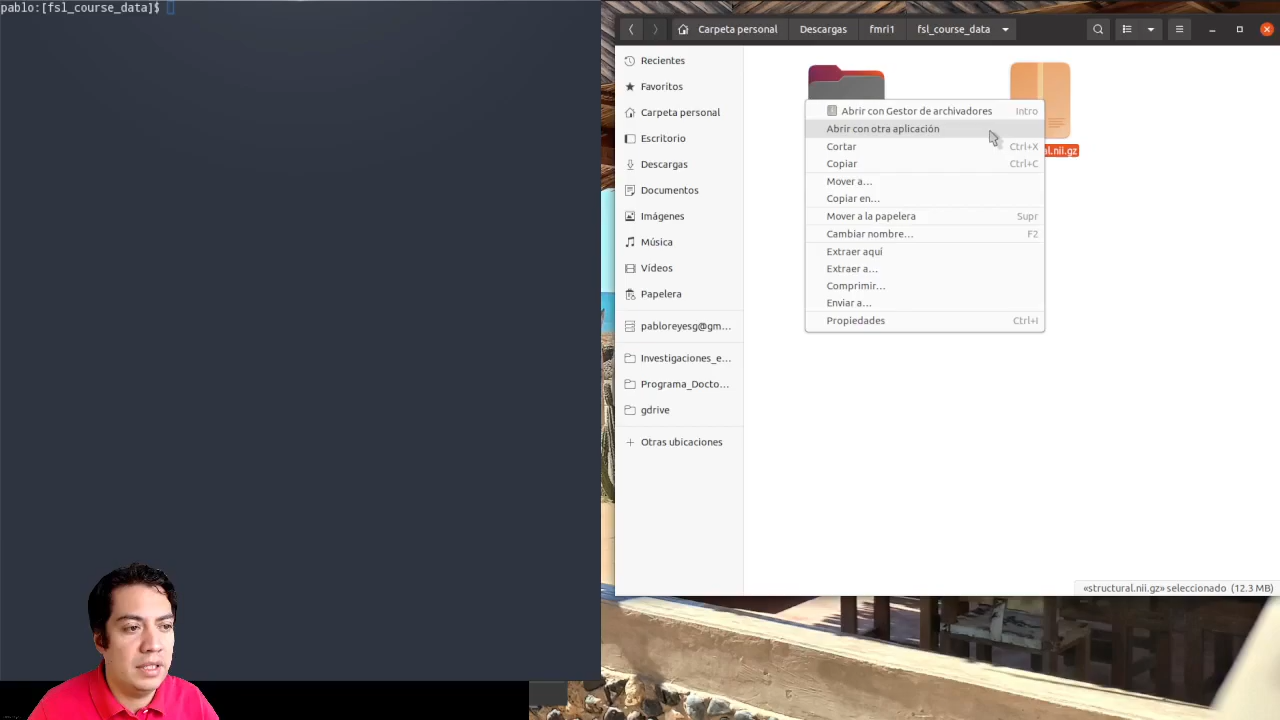 pablo:[fsl_course_data]$
Carpeta personal
Descargas
fmri1
fsl_course_data
Recientes
Favoritos
Carpeta personal
Escritorio
Descargas
Documentos
Imágenes
Música
Vídeos
Papelera
pabloreyesg@gm...
Investigaciones_e...
Programa_Docto...
gdrive
+ Otras ubicaciones
Abrir con Gestor de archivadores Intro
Abrir con otra aplicación
Cortar Ctrl+X
Copiar Ctrl+C
Mover a...
Copiar en...
Mover a la papelera Supr
Cambiar nombre... F2
Extraer aquí
Extraer a...
Comprimir...
Enviar a...
Propiedades Ctrl+I
al.nii.gz
«structural.nii.gz» seleccionado (12.3 MB)